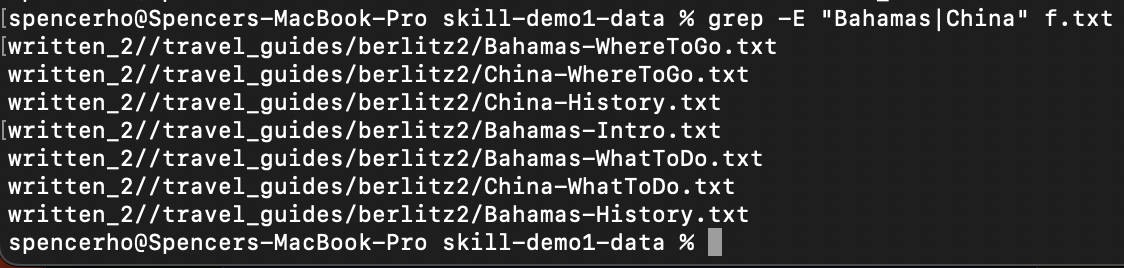 [spencerho@Spencers-MacBook-Pro skill-demo1-data % grep -E "Bahamas|China" f.txt
[written_2//travel_guides/berlitz2/Bahamas-WhereToGo.txt
written_2//travel_guides/berlitz2/China-WhereToGo.txt
written_2//travel_guides/berlitz2/China-History.txt
[written_2//travel_guides/berlitz2/Bahamas-Intro.txt
written_2//travel_guides/berlitz2/Bahamas-WhatToDo.txt
written_2//travel_guides/berlitz2/China-WhatToDo.txt
written_2//travel_guides/berlitz2/Bahamas-History.txt
spencerho@Spencers-MacBook-Pro skill-demo1-data %